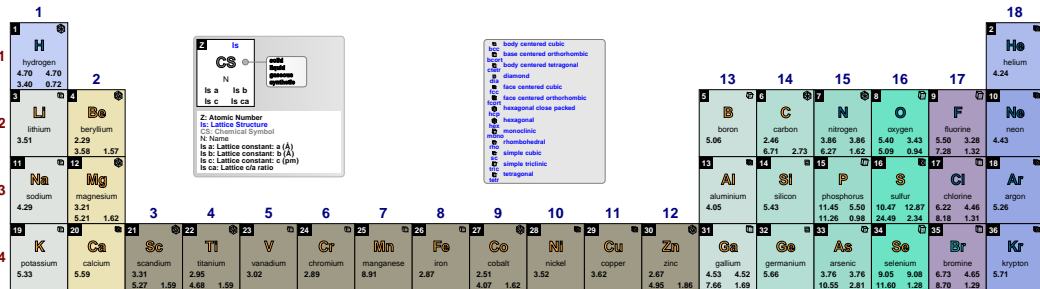 1
18
1
H
hydrogen
4.70 4.70
3.40 0.72
2
He
helium
4.24
Z
ls
CS
N
ls a ls b
ls c ls ca
solid
liquid
gaseous
synthetic
Z: Atomic Number
ls: Lattice Structure
CS: Chemical Symbol
N: Name
ls a: Lattice constant: a (Å)
ls b: Lattice constant: b (Å)
ls c: Lattice constant: c (pm)
ls ca: Lattice c/a ratio
body centered cubic
bcc
base centered orthorhombic
bcort
body centered tetragonal
ctetr
diamond
dia
face centered cubic
fcc
face centered orthorhombic
fcort
hexagonal close packed
hcp
hexagonal
hex
monoclinic
mono
rhombohedral
rho
simple cubic
sc
simple triclinic
tric
tetragonal
tetr
1
2
13
14
15
16
17
2
3
Li
lithium
3.51
4
Be
beryllium
2.29
3.58 1.57
5
B
boron
5.06
6
C
carbon
2.46
6.71 2.73
7
N
nitrogen
3.86 3.86
6.27 1.62
8
O
oxygen
5.40 3.43
5.09 0.94
9
F
fluorine
5.50 3.28
7.28 1.32
10
Ne
neon
4.43
3
11
Na
sodium
4.29
12
Mg
magnesium
3.21
5.21 1.62
13
Al
aluminium
4.05
14
Si
silicon
5.43
15
P
phosphorus
11.45 5.50
11.26 0.98
16
S
sulfur
10.47 12.87
24.49 2.34
17
Cl
chlorine
6.22 4.46
8.18 1.31
18
Ar
argon
5.26
3
4
5
6
7
8
9
10
11
12
4
19
K
potassium
5.33
20
Ca
calcium
5.59
21
Sc
scandium
3.31
5.27 1.59
22
Ti
titanium
2.95
4.68 1.59
23
V
vanadium
3.02
24
Cr
chromium
2.89
25
Mn
manganese
8.91
26
Fe
iron
2.87
27
Co
cobalt
2.51
4.07 1.62
28
Ni
nickel
3.52
29
Cu
copper
3.62
30
Zn
zinc
2.67
4.95 1.86
31
Ga
gallium
4.53 4.52
7.66 1.69
32
Ge
germanium
5.66
33
As
arsenic
3.76 3.76
10.55 2.81
34
Se
selenium
9.05 9.08
11.60 1.28
35
Br
bromine
6.73 4.65
8.70 1.29
36
Kr
krypton
5.71